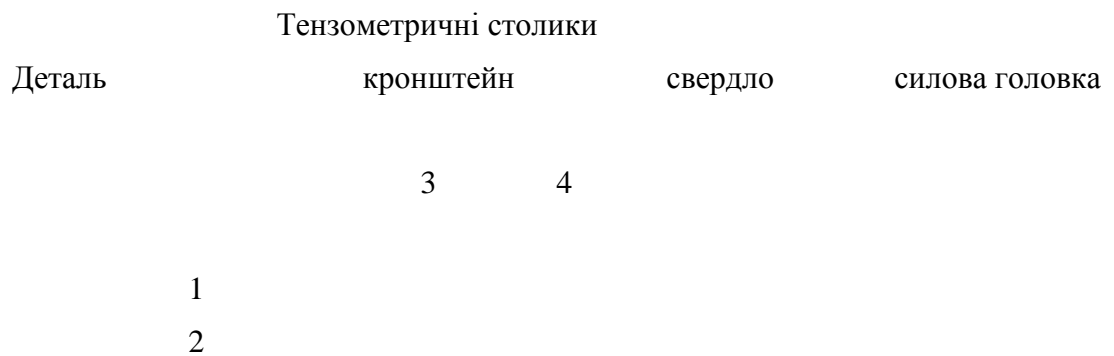 Тензометричні столики
Деталь кронштейн свердло силова головка
3 4
1
2